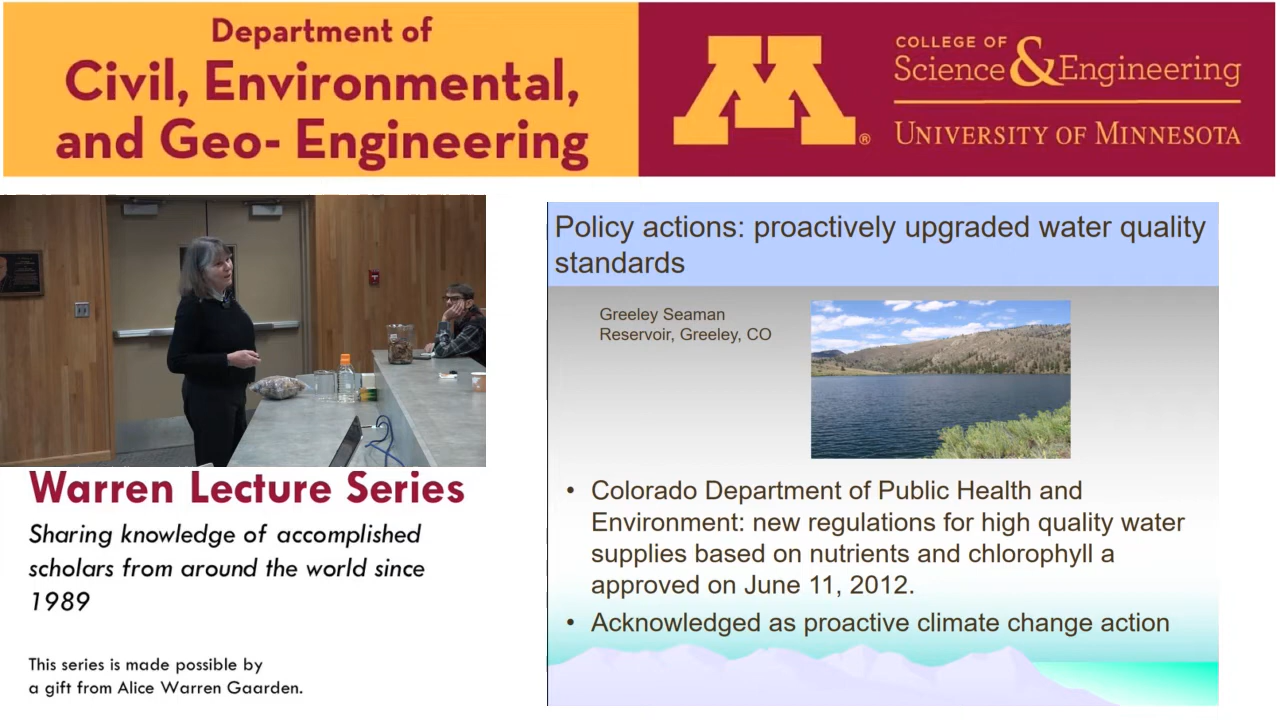 Department of
Civil, Environmental,
and Geo- Engineering
M®
COLLEGE OF
Science & Engineering
UNIVERSITY OF MINNESOTA
Warren Lecture Series
Sharing knowledge of accomplished
scholars from around the world since
1989
This series is made possible by
a gift from Alice Warren Gaarden.
Policy actions: proactively upgraded water quality
standards
Greeley Seaman
Reservoir, Greeley, CO
• Colorado Department of Public Health and
Environment: new regulations for high quality water
supplies based on nutrients and chlorophyll a
approved on June 11, 2012.
• Acknowledged as proactive climate change action